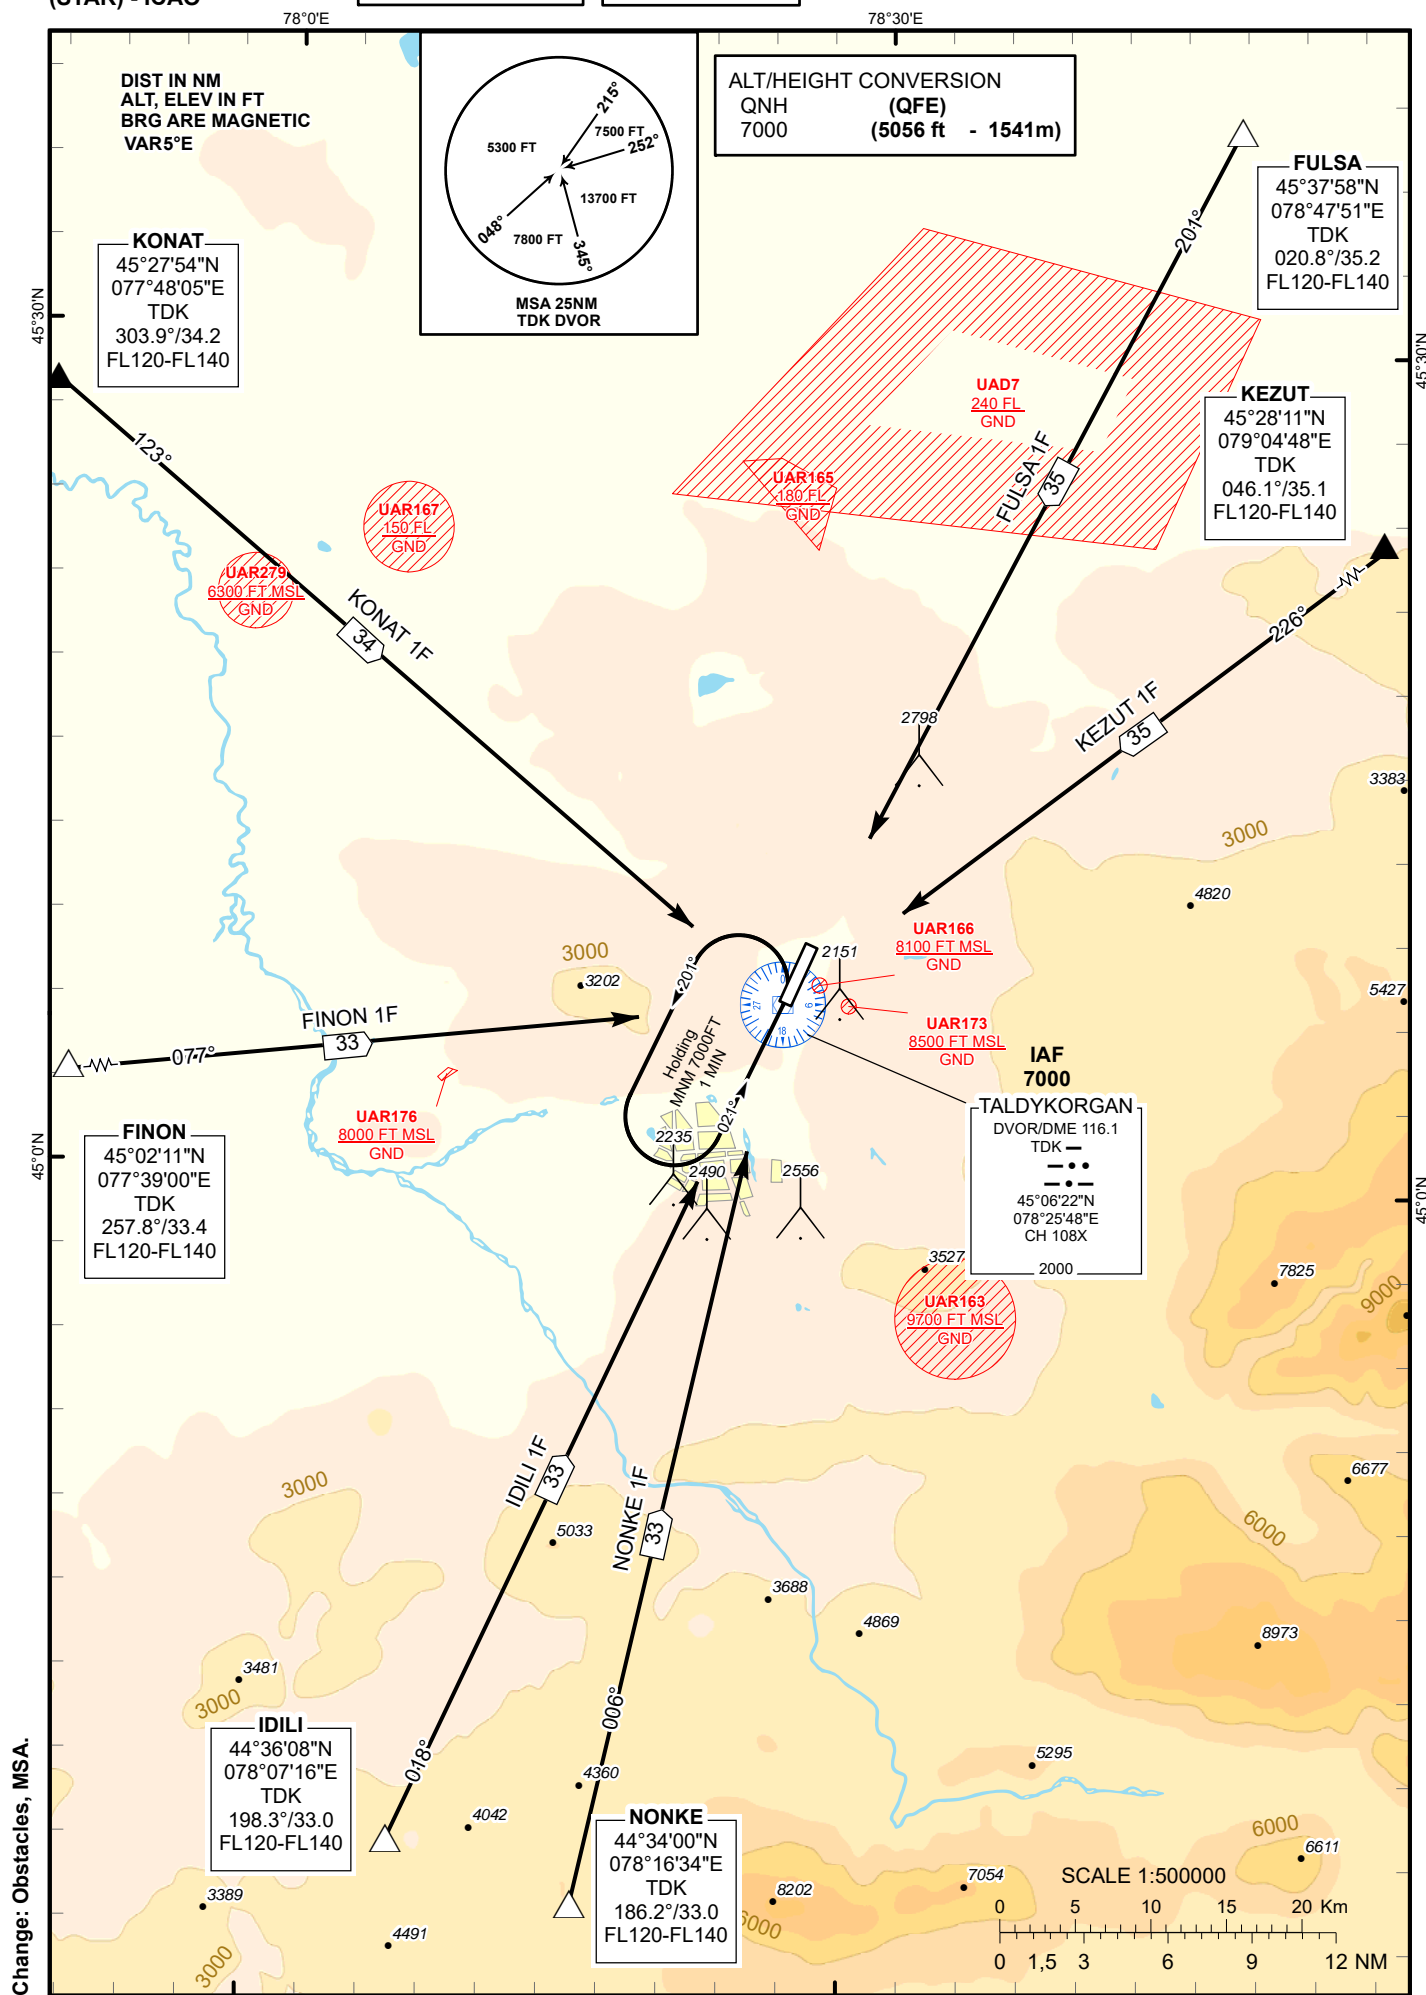 (UTAR) - ICAO
78°0'E
78°30'E
DIST IN NM
ALT, ELEV IN FT
BRG ARE MAGNETIC
VAR5°E
215°
7500 FT
252°
5300 FT
13700 FT
048°
7800 FT
345°
MSA 25NM
TDK DVOR
ALT/HEIGHT CONVERSION
QNH (QFE)
7000 (5056 ft - 1541m)
FULSA
45°37'58"N
078°47'51"E
TDK
020.8°/35.2
FL120-FL140
201°
KONAT
45°27'54"N
077°48'05"E
TDK
303.9°/34.2
FL120-FL140
45°30'N
45°30'N
UAD7
240 FL
GND
KEZUT
45°28'11"N
079°04'48"E
TDK
046.1°/35.1
FL120-FL140
123°
UAR165
180 FL
GND
FULSA 1F
35
UAR167
150 FL
GND
UAR279
6300 FT MSL
GND
KONAT 1F
34
226°
KEZUT 1F
35
2798
3383
3000
4820
UAR166
8100 FT MSL
GND
3000
3202
201°
2151
0
9
18
27
5427
FINON 1F
33
077°
Holding
MNM 7000FT
1 MIN
021°
UAR173
8500 FT MSL
GND
IAF
7000
TALDYKORGAN
DVOR/DME 116.1
TDK
45°06'22"N
078°25'48"E
CH 108X
2000
UAR176
8000 FT MSL
GND
FINON
45°02'11"N
077°39'00"E
TDK
257.8°/33.4
FL120-FL140
45°0'N
45°0'N
2235
2490
2556
3527
UAR163
9700 FT MSL
GND
7825
9000
IDILI 1F
33
NONKE 1F
33
3000
5033
6677
6000
3688
4869
8973
3481
3000
006°
018°
IDILI
44°36'08"N
078°07'16"E
TDK
198.3°/33.0
FL120-FL140
5295
4360
4042
NONKE
44°34'00"N
078°16'34"E
TDK
186.2°/33.0
FL120-FL140
6000
6611
3389
4491
3000
8202
6000
7054
SCALE 1:500000
0 5 10 15 20 Km
0 1,5 3 6 9 12 NM
Change: Obstacles, MSA.